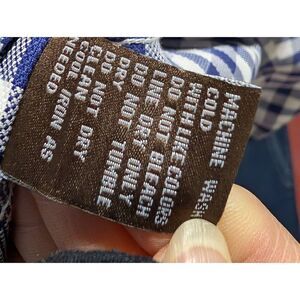 MACHINE WASH
COLD
WITH LIKE COLORS
DO NOT BLEACH
LINE DRY ONLY
DO NOT TUMBLE
DRY
DO NOT DRY
CLEAN
COOL IRON AS
NEEDED